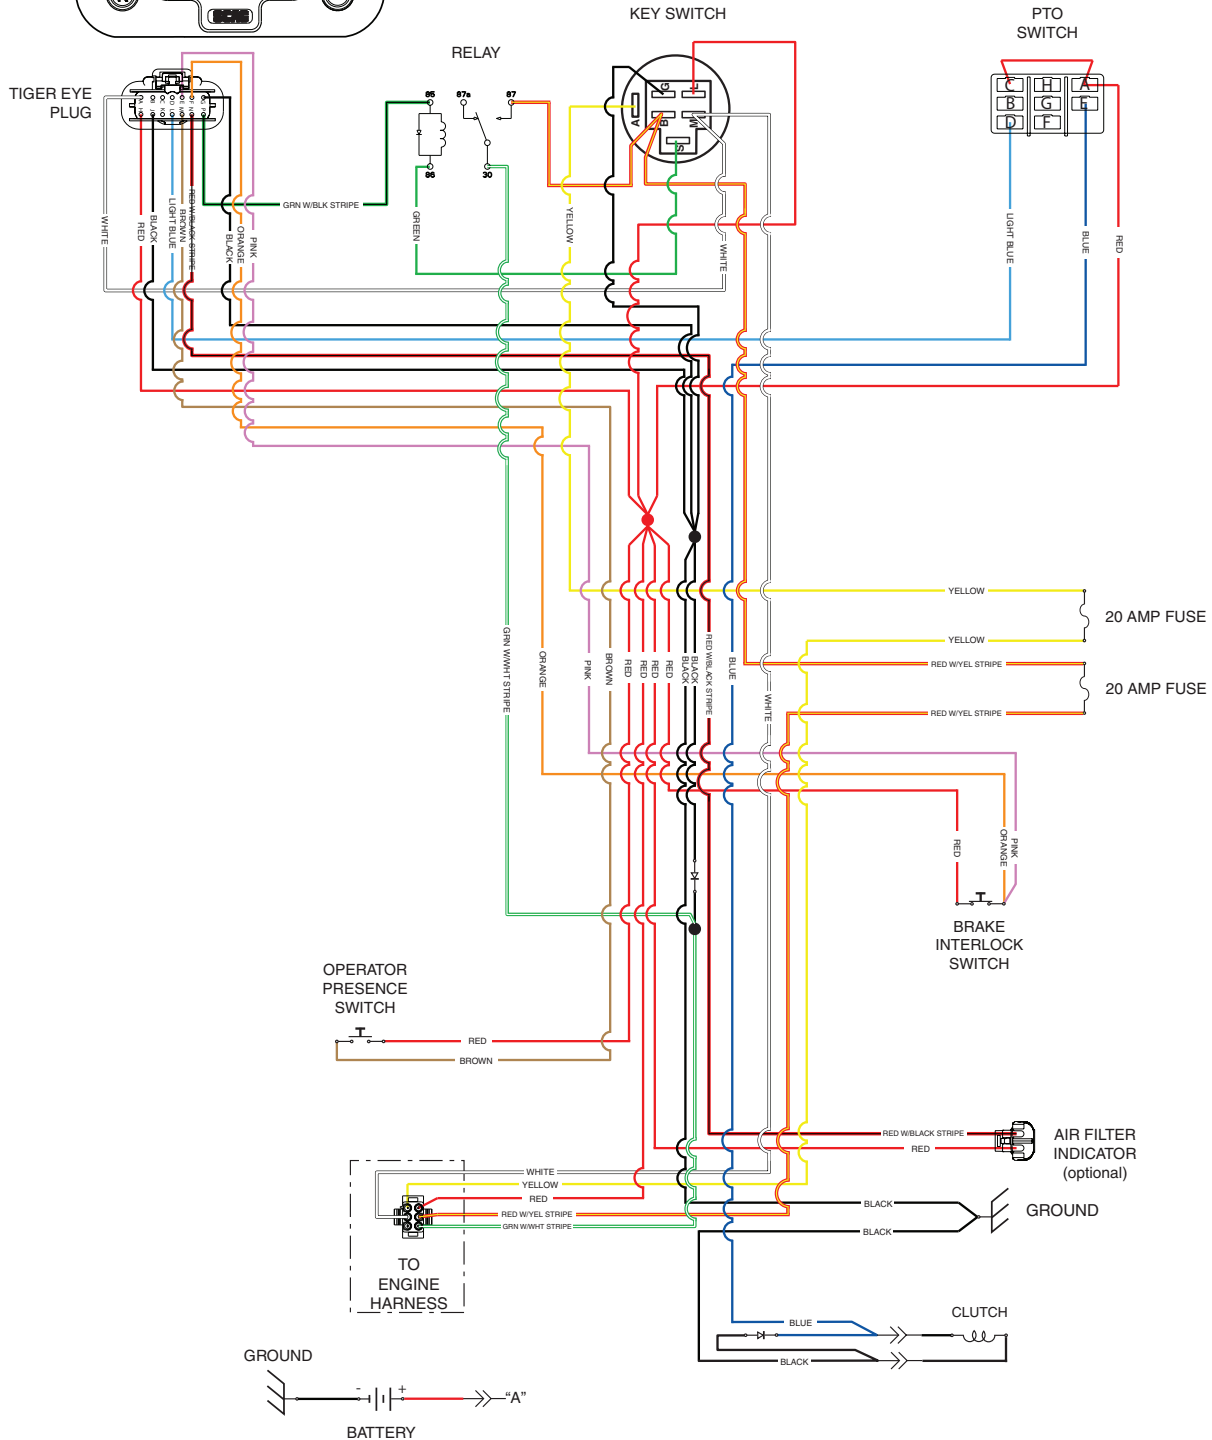 SCAG
KEY SWITCH
PTO
SWITCH
RELAY
TIGER EYE
PLUG
85
87a
87
86
30
G
L
A
B
M
S
C
H
A
B
G
E
D
F
WHITE
RED
BLACK
LIGHT BLUE
BROWN
RED W/BLACK STRIPE
GRN W/BLK STRIPE
BLACK
ORANGE
PINK
GREEN
YELLOW
WHITE
LIGHT BLUE
BLUE
RED
YELLOW
20 AMP FUSE
YELLOW
RED W/YEL STRIPE
20 AMP FUSE
RED W/YEL STRIPE
GRN W/WHT STRIPE
ORANGE
PINK
BROWN
RED
RED
RED
RED
BLACK
BLACK
RED W/BLACK STRIPE
BLUE
WHITE
RED
ORANGE
PINK
BRAKE
INTERLOCK
SWITCH
OPERATOR
PRESENCE
SWITCH
RED
BROWN
RED W/BLACK STRIPE
RED
AIR FILTER
INDICATOR
(optional)
WHITE
YELLOW
RED
RED W/YEL STRIPE
GRN W/WHT STRIPE
TO
ENGINE
HARNESS
BLACK
BLACK
GROUND
CLUTCH
BLUE
BLACK
GROUND
- +
"A"
BATTERY